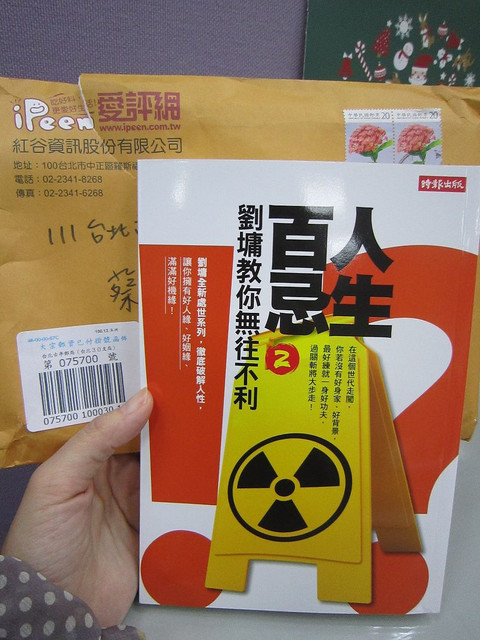 iPeen
愛評網
www.ipeen.com.tw
紅谷資訊股份有限公司
地址：100台北市中正區
電話：02-2341-8268
傳真：02-2341-6268
20
20
111 台北
蔡
第 075700 號
075700 100030
時報出版
人生
百忌
2
劉墉教你無往不利
劉墉全新處世系列，徹底破解人性，
讓你擁有好人緣、好姻緣、
滿滿好機緣！
在這個世代走闖，
你若沒有好身家、好背景，
最好練就一身好功夫，
過關斬將大步走！